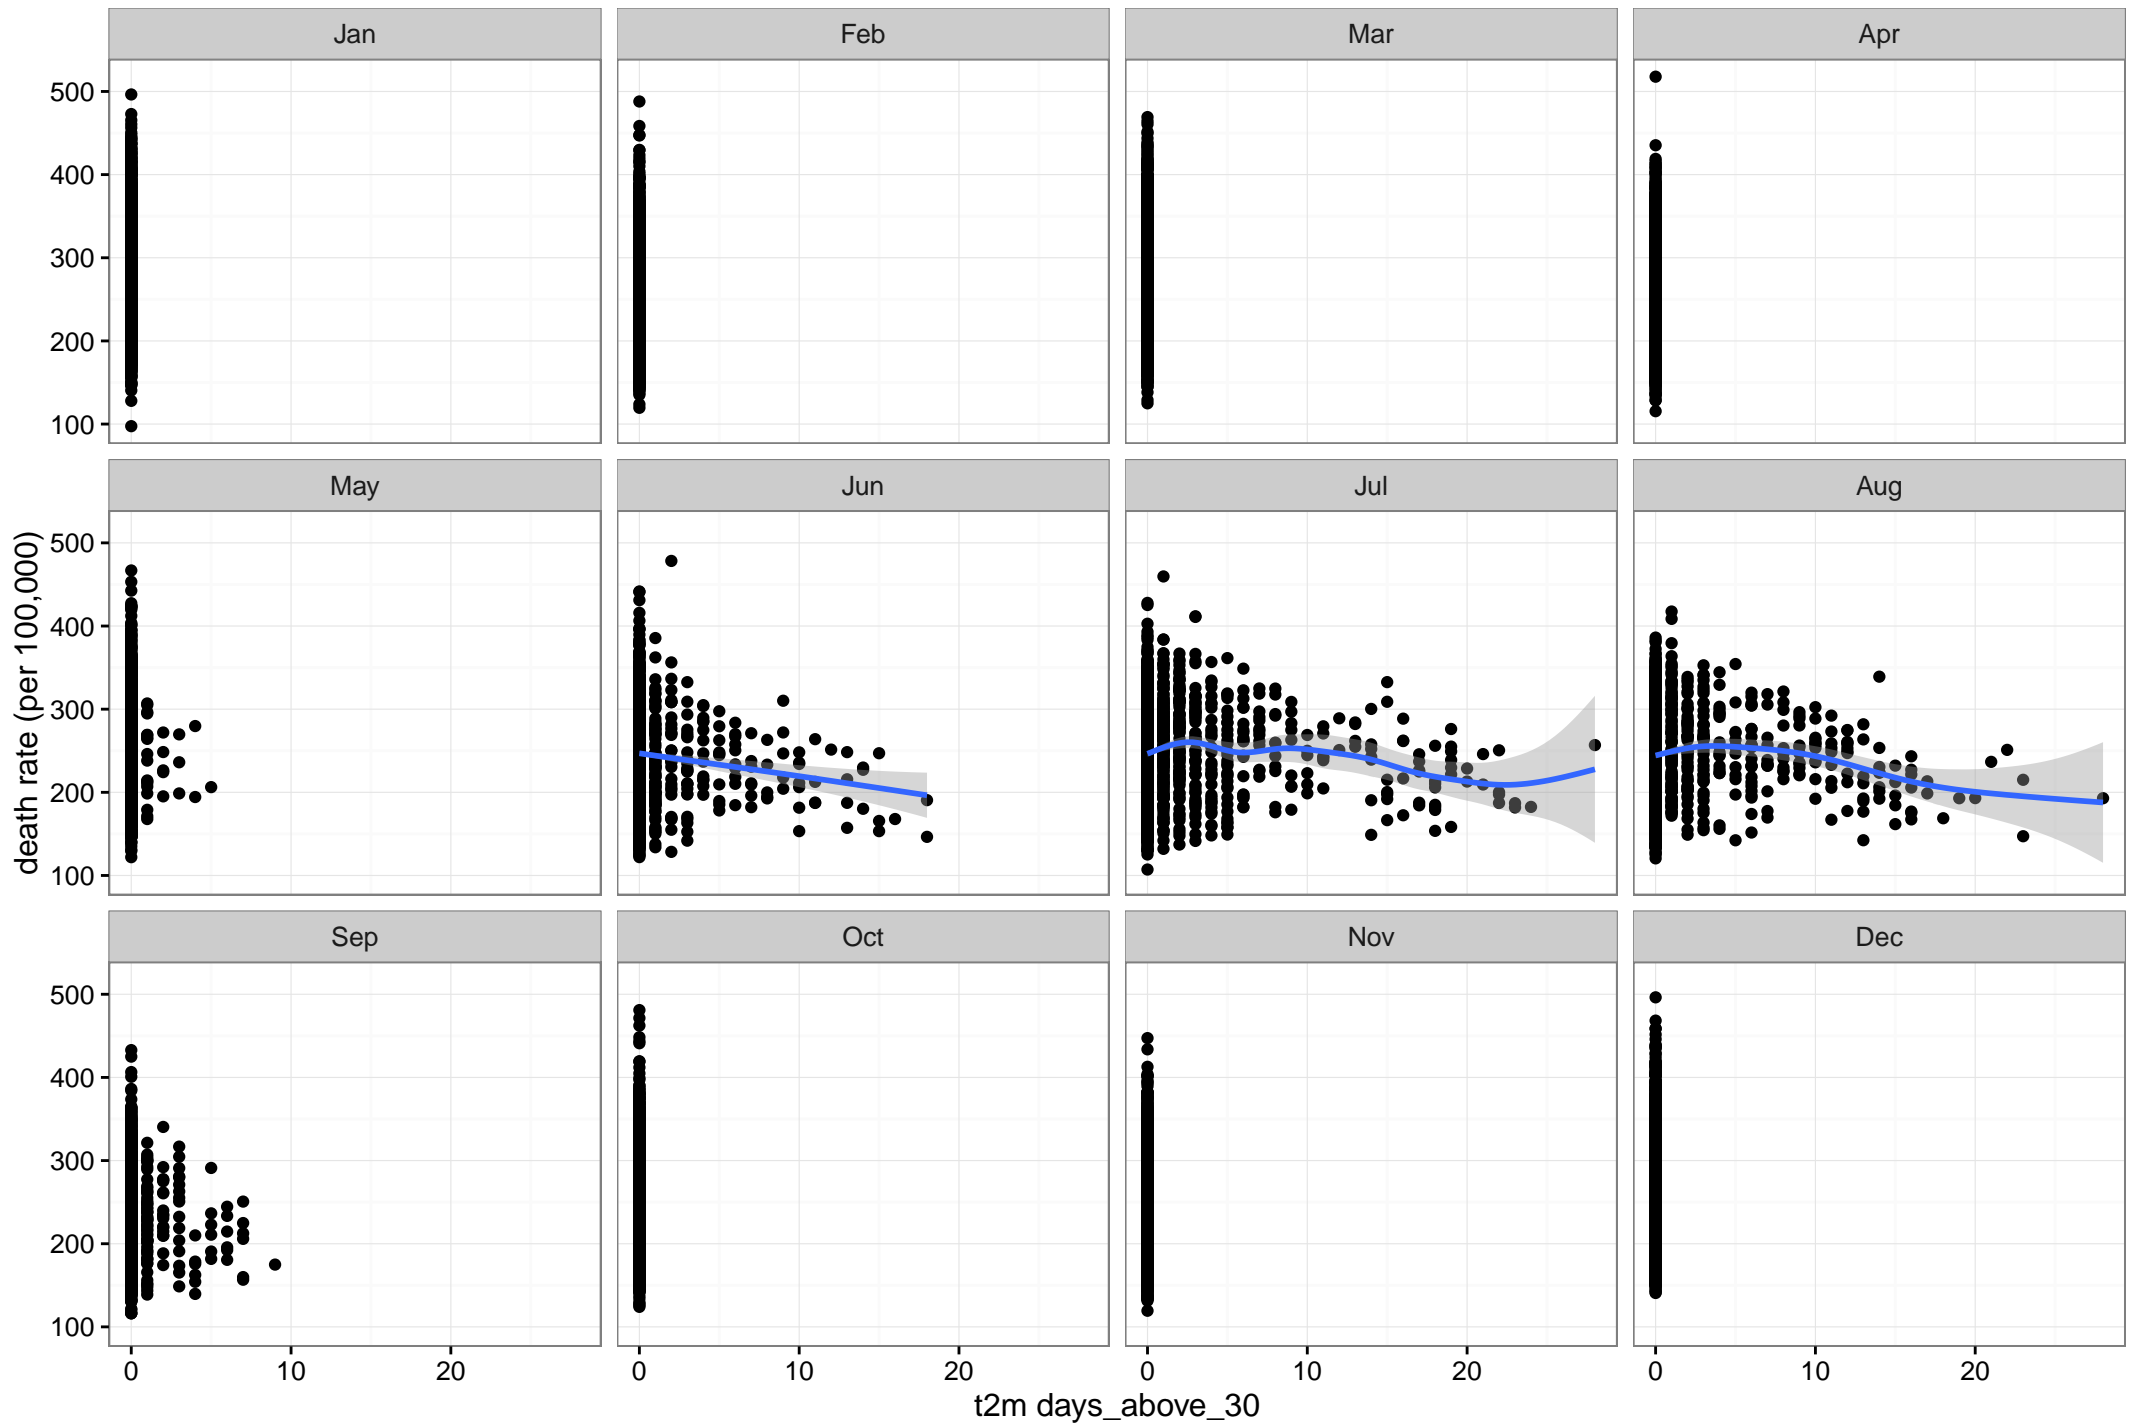 Jan Feb Mar Apr
500
400
300
200
100
May Jun Jul Aug
death rate (per 100,000)
500
400
300
200
100
Sep Oct Nov Dec
500
400
300
200
100
0 10 20 0 10 20 0 10 20 0 10 20
t2m days_above_30